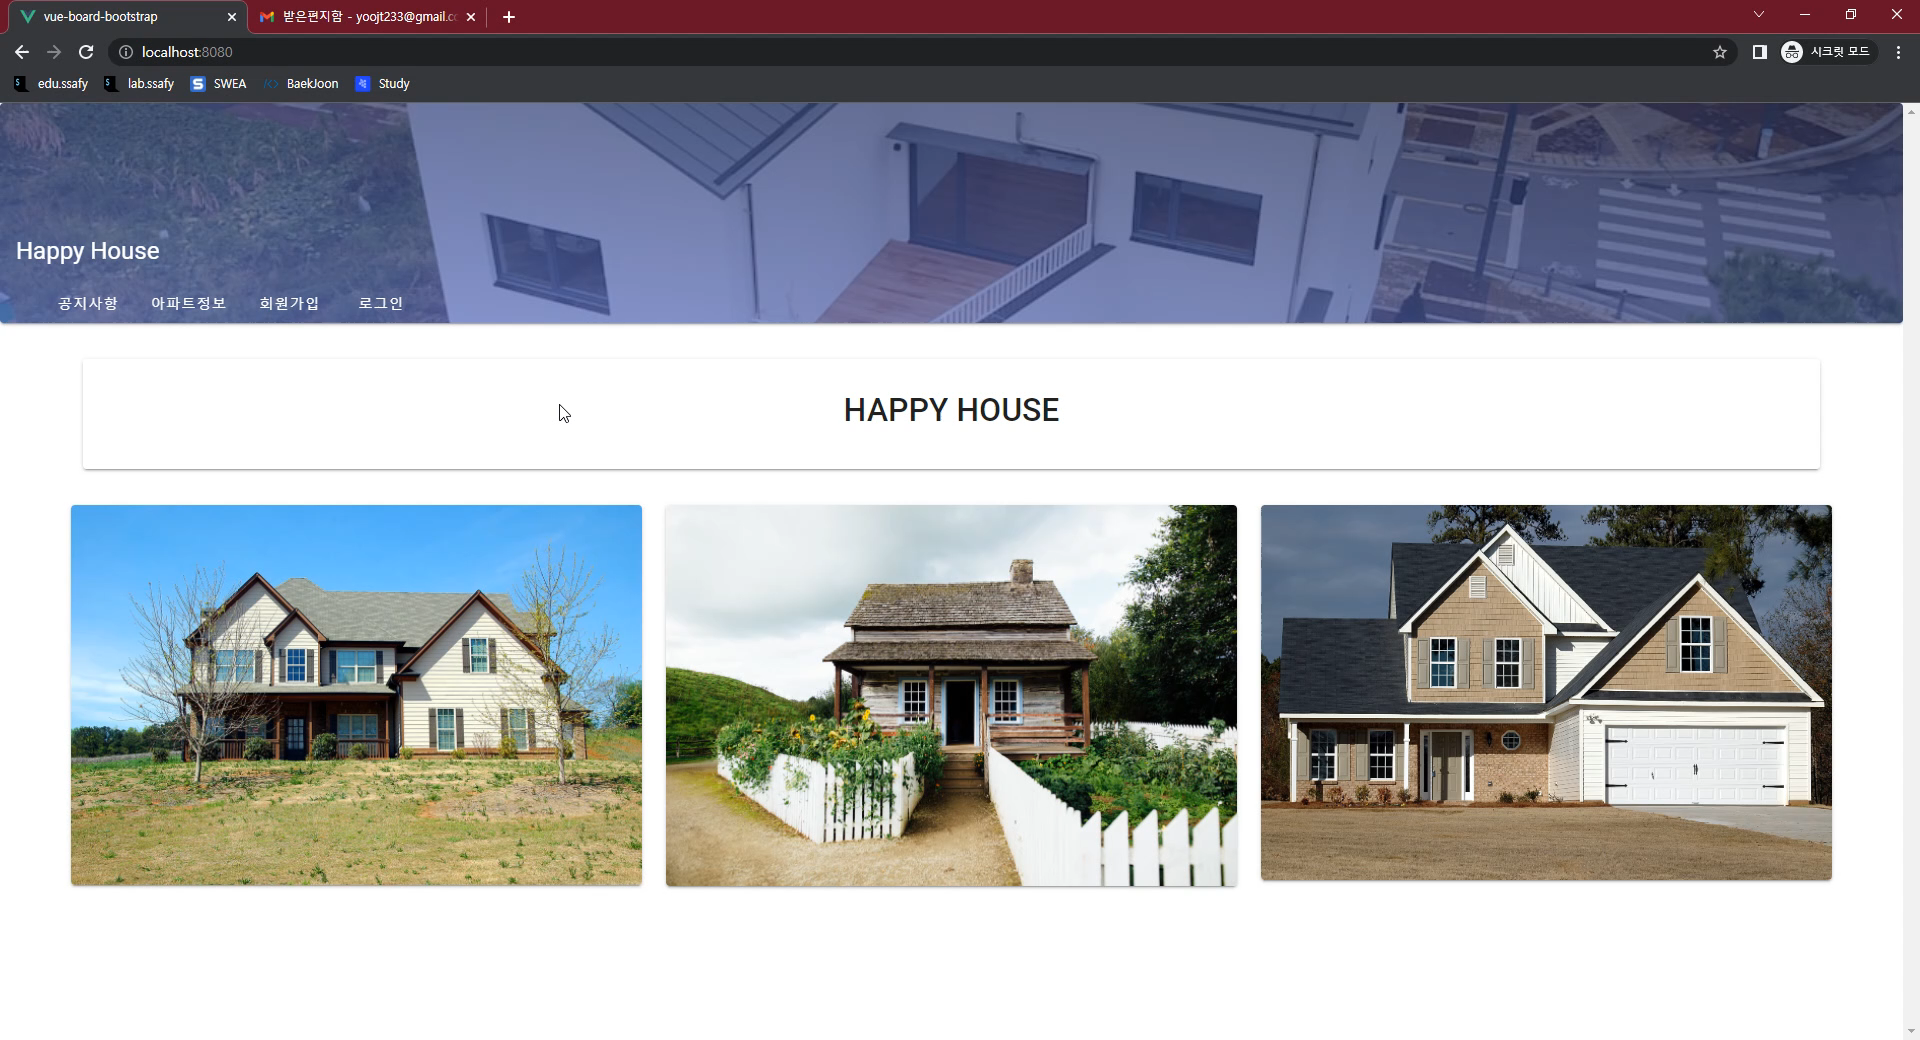 vue-board-bootstrap
받은편지함 - yoojt233@gmail.c
localhost:8080
시크릿 모드
edu.ssafy
lab.ssafy
SWEA
BaekJoon
Study
Happy House
공지사항 아파트정보 회원가입 로그인
HAPPY HOUSE